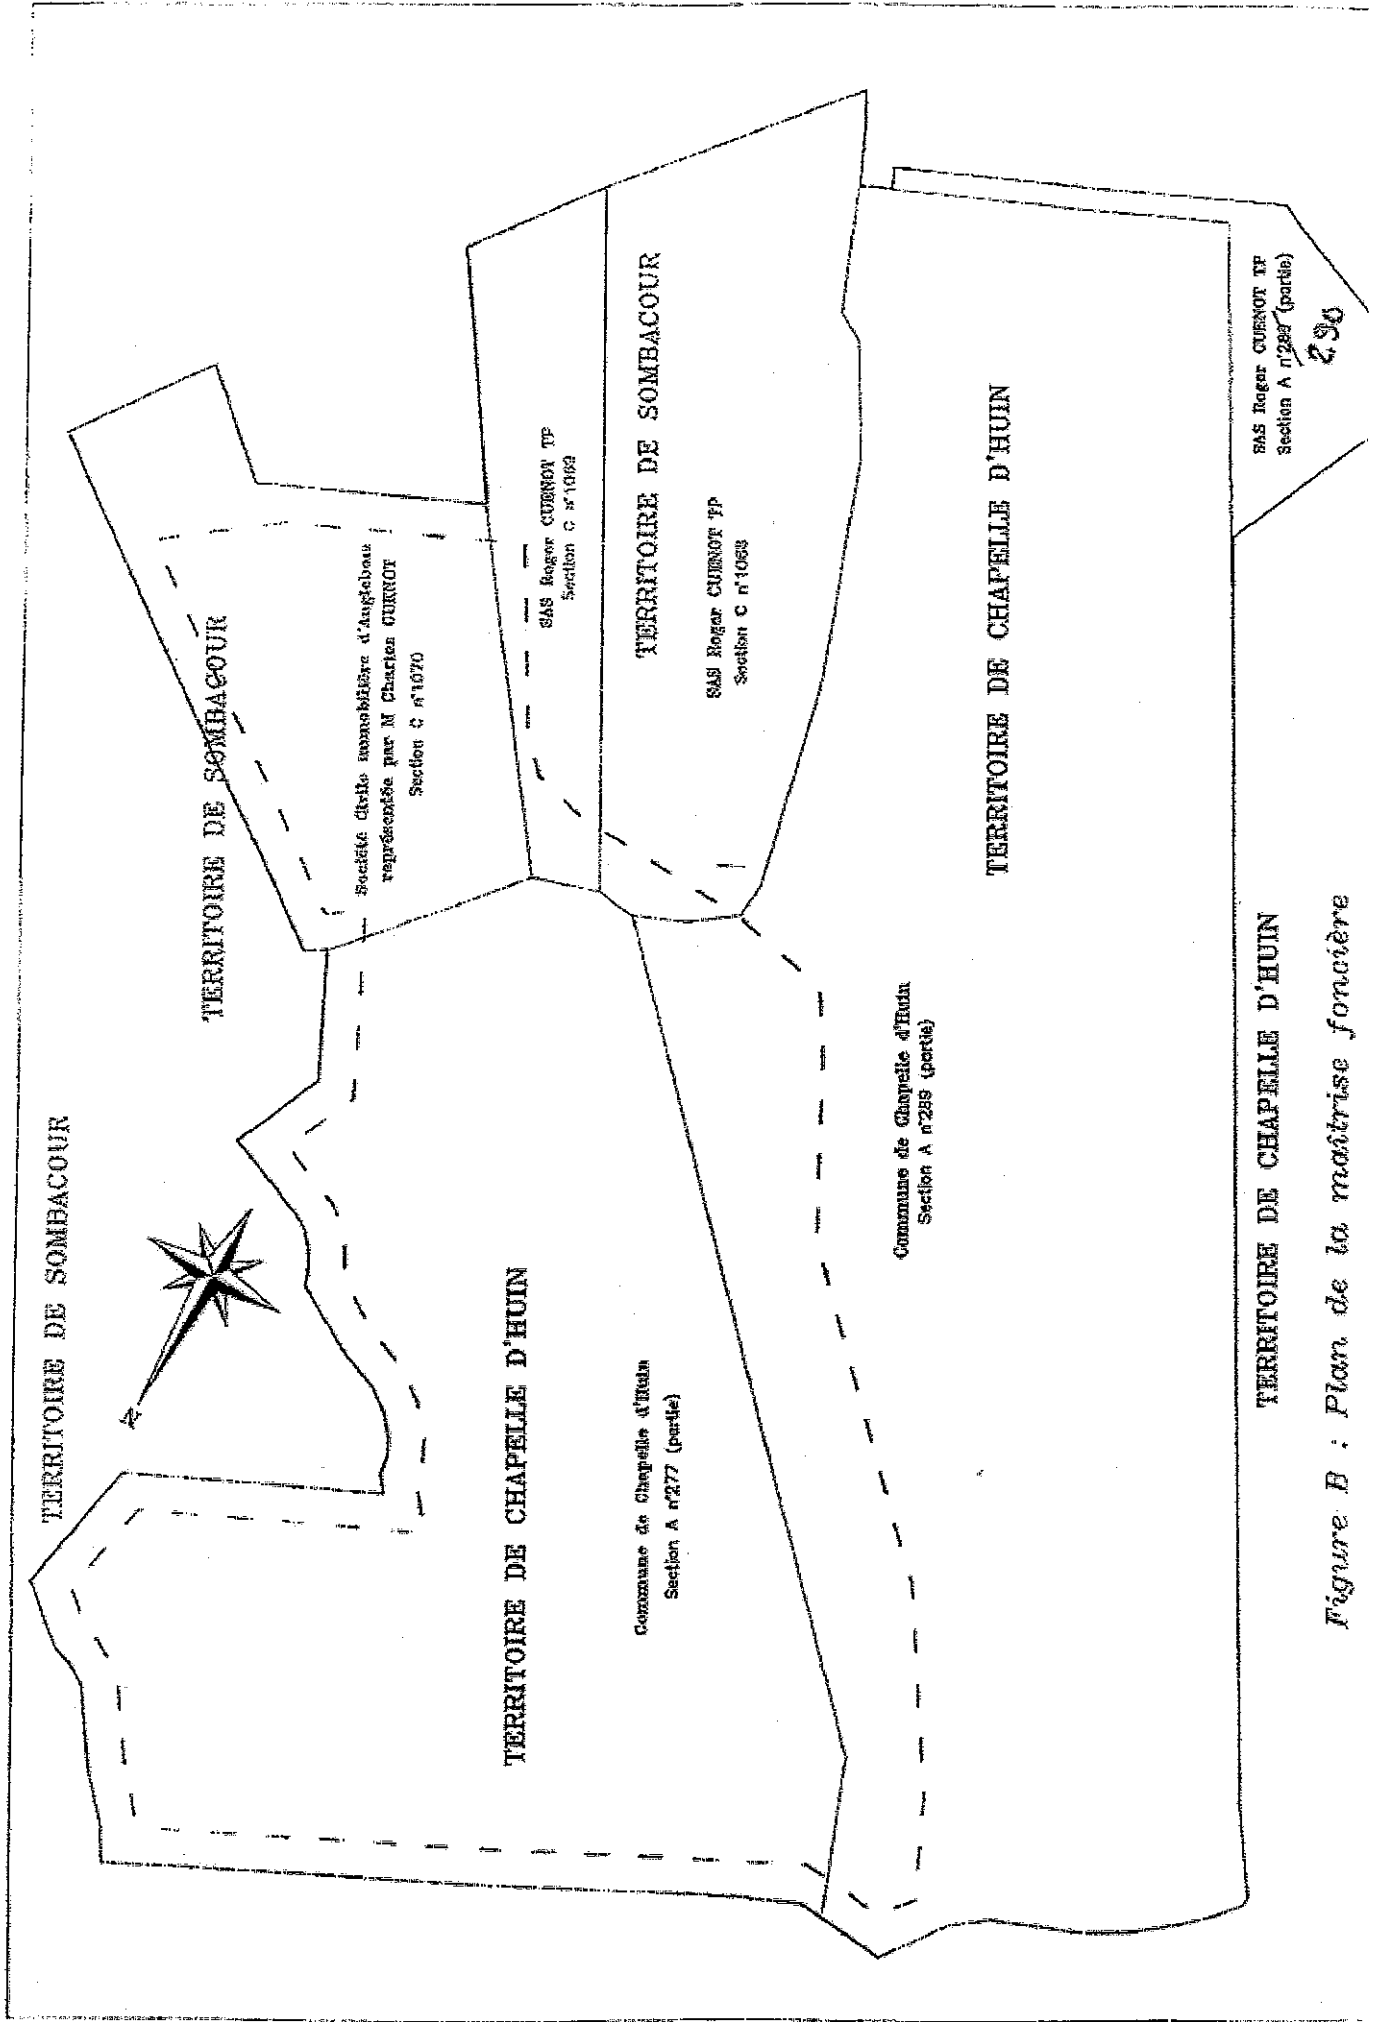 TERRITOIRE DE SOMBACOUR
N
TERRITOIRE DE SOMBACOUR
Société Civile immobilière d'Anglebeau
représentée par M Charles CUENOT
Section C n°1070
SAS Roger CUENOT TP
Section C n°1069
TERRITOIRE DE SOMBACOUR
SAS Roger CUENOT TP
Section C n°1068
TERRITOIRE DE CHAPELLE D'HUIN
Commune de Chapelle d'Huin
Section A n°277 (partie)
TERRITOIRE DE CHAPELLE D'HUIN
Commune de Chapelle d'Huin
Section A n°289 (partie)
SAS Roger CUENOT TP
Section A n°289 (partie)
290
TERRITOIRE DE CHAPELLE D'HUIN
Figure B : Plan de la maîtrise foncière